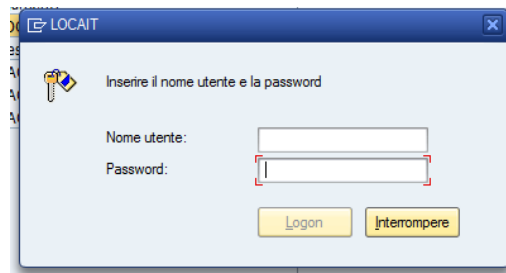 LOCAIT
Inserire il nome utente e la password
Nome utente:
Password:
Logon
Interrompere